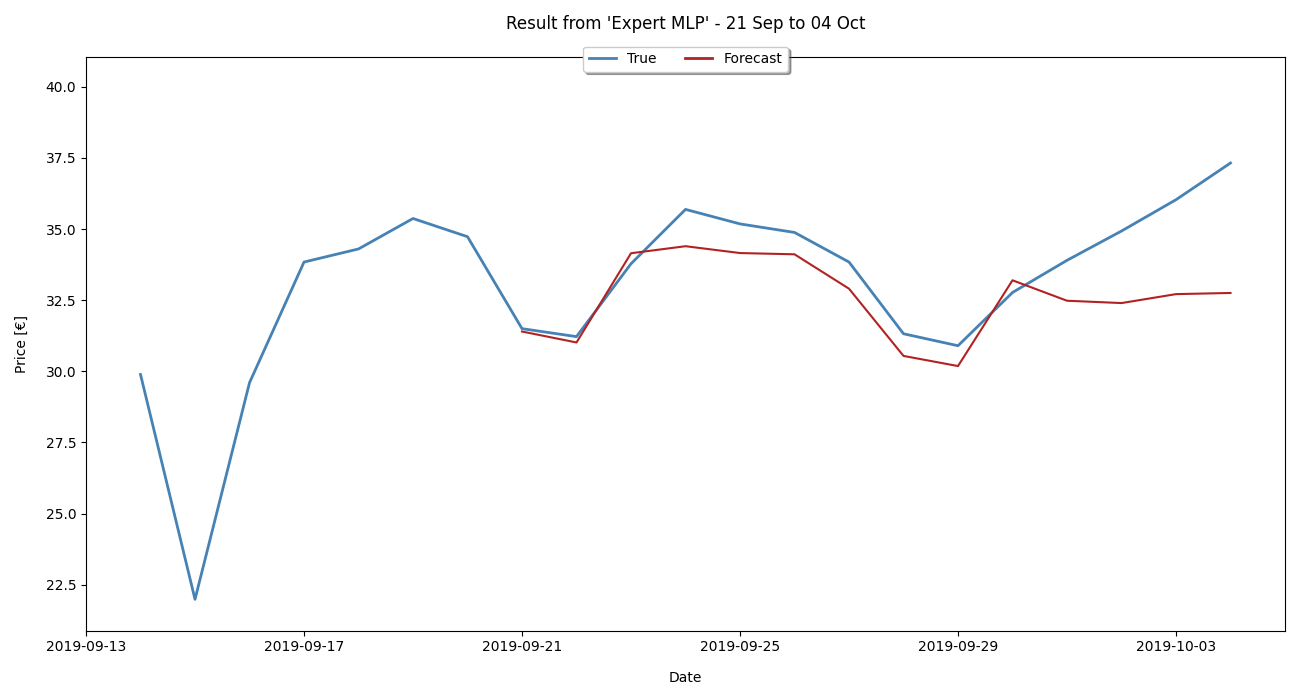 Result from 'Expert MLP' - 21 Sep to 04 Oct
True Forecast
40.0
37.5
35.0
32.5
30.0
27.5
25.0
22.5
Price [€]
2019-09-13 2019-09-17 2019-09-21 2019-09-25 2019-09-29 2019-10-03
Date